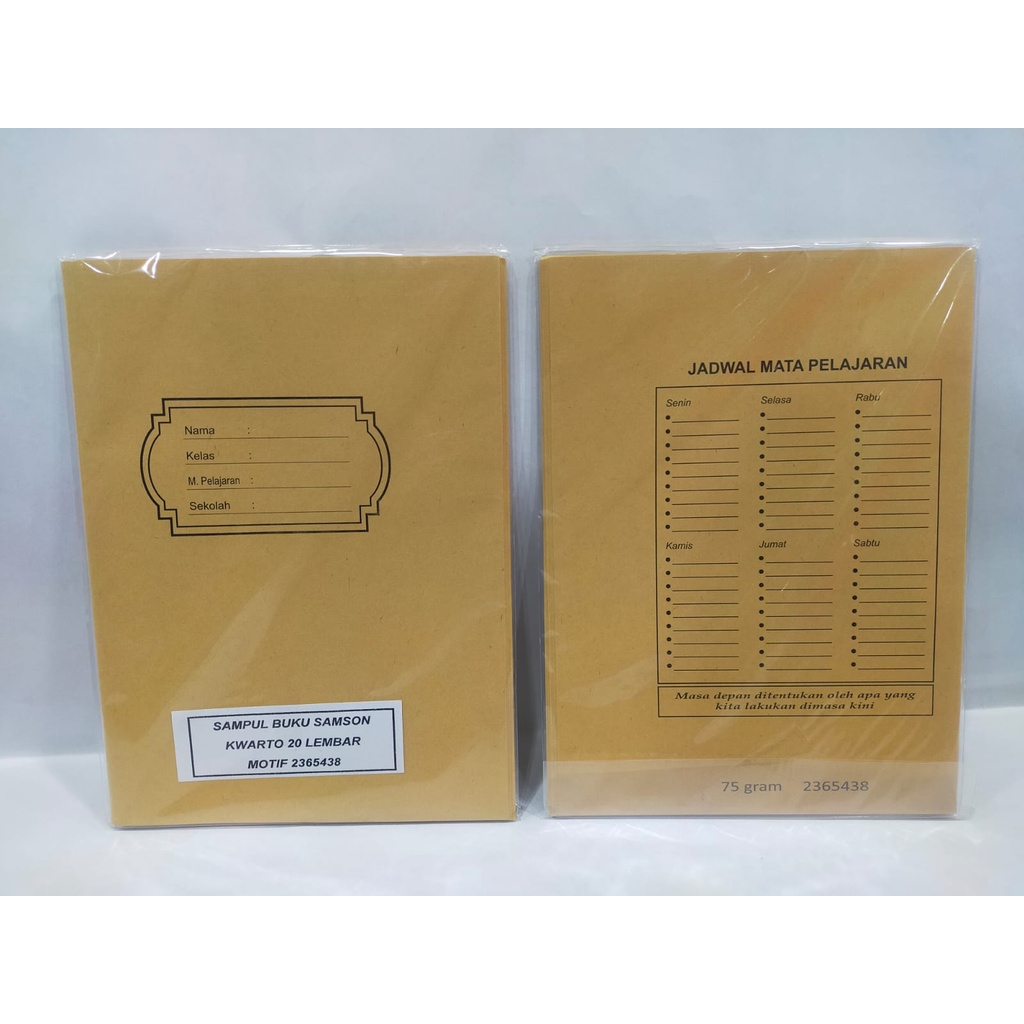 Nama :
Kelas :
M. Pelajaran :
Sekolah :
SAMPUL BUKU SAMSON
KWARTO 20 LEMBAR
MOTIF 2365438
JADWAL MATA PELAJARAN
Senin Selasa Rabu
Kamis Jumat Sabtu
Masa depan ditentukan oleh apa yang
kita lakukan dimasa kini
75 gram 2365438